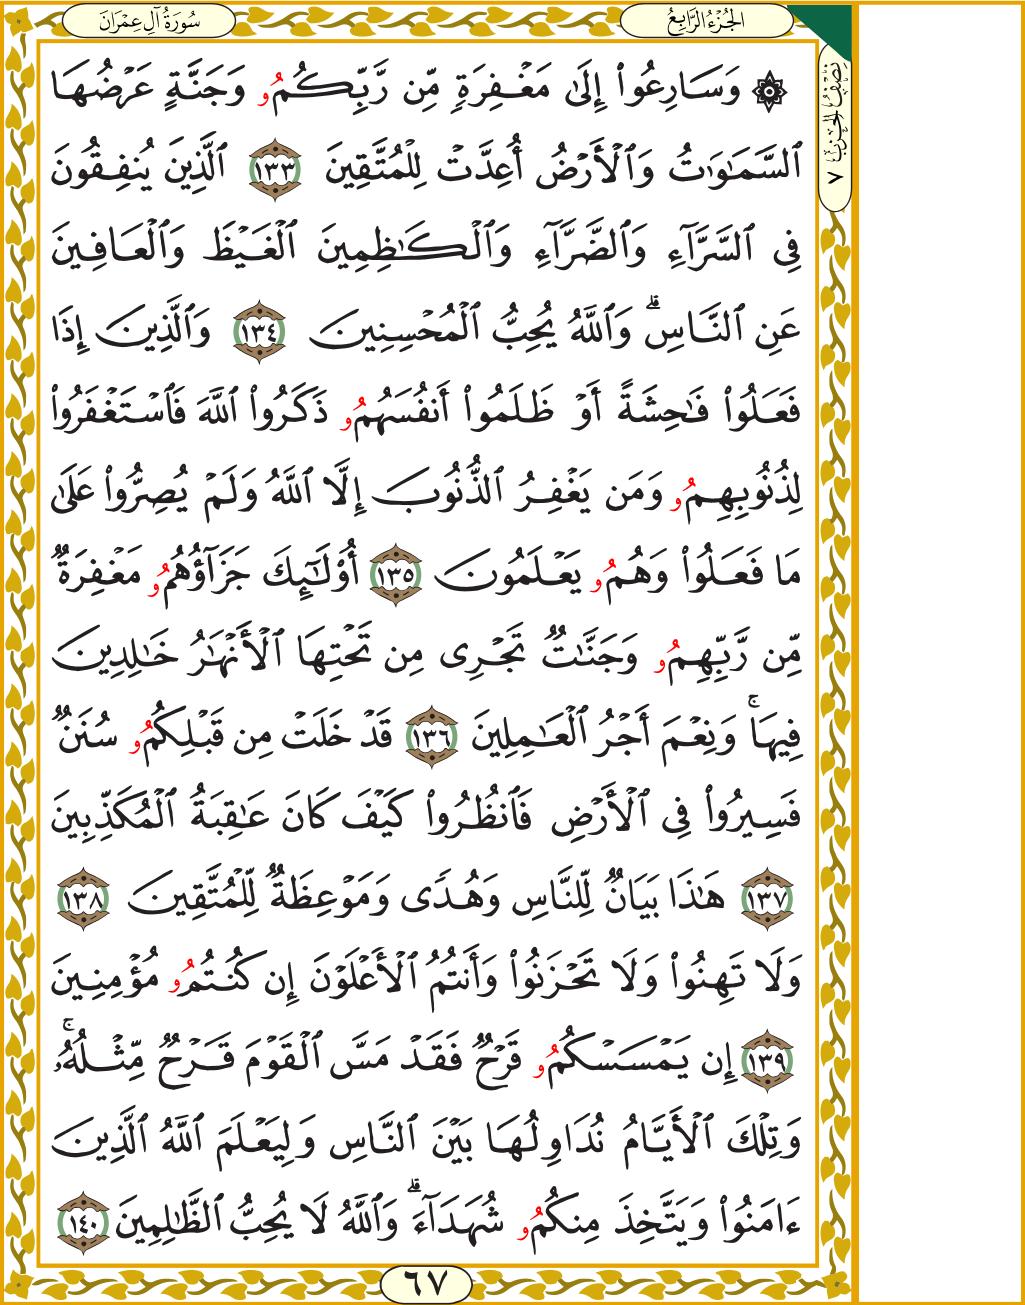 سُورَةُ آلِ عِمْرَان
الجُزْءُ الرَّابِعُ
نِصْفُ الحِزْبِ ٧
۞ وَسَارِعُوٓا۟ إِلَىٰ مَغْفِرَةٍ مِّن رَّبِّكُمُۥ وَجَنَّةٍ عَرْضُهَا
ٱلسَّمَٰوَٰتُ وَٱلْأَرْضُ أُعِدَّتْ لِلْمُتَّقِينَ ١٣٣ ٱلَّذِينَ يُنفِقُونَ
فِى ٱلسَّرَّآءِ وَٱلضَّرَّآءِ وَٱلْكَٰظِمِينَ ٱلْغَيْظَ وَٱلْعَافِينَ
عَنِ ٱلنَّاسِ ۗ وَٱللَّهُ يُحِبُّ ٱلْمُحْسِنِينَ ١٣٤ وَٱلَّذِينَ إِذَا
فَعَلُوا۟ فَٰحِشَةً أَوْ ظَلَمُوٓا۟ أَنفُسَهُمُۥ ذَكَرُوا۟ ٱللَّهَ فَٱسْتَغْفَرُوا۟
لِذُنُوبِهِمُۥ وَمَن يَغْفِرُ ٱلذُّنُوبَ إِلَّا ٱللَّهُ وَلَمْ يُصِرُّوا۟ عَلَىٰ
مَا فَعَلُوا۟ وَهُمُۥ يَعْلَمُونَ ١٣٥ أُو۟لَٰٓئِكَ جَزَآؤُهُمُۥ مَغْفِرَةٌ
مِّن رَّبِّهِمُۥ وَجَنَّٰتٌ تَجْرِى مِن تَحْتِهَا ٱلْأَنْهَٰرُ خَٰلِدِينَ
فِيهَا ۚ وَنِعْمَ أَجْرُ ٱلْعَٰمِلِينَ ١٣٦ قَدْ خَلَتْ مِن قَبْلِكُمُۥ سُنَنٌ
فَسِيرُوا۟ فِى ٱلْأَرْضِ فَٱنظُرُوا۟ كَيْفَ كَانَ عَٰقِبَةُ ٱلْمُكَذِّبِينَ
١٣٧ هَٰذَا بَيَانٌ لِّلنَّاسِ وَهُدًى وَمَوْعِظَةٌ لِّلْمُتَّقِينَ ١٣٨
وَلَا تَهِنُوا۟ وَلَا تَحْزَنُوا۟ وَأَنتُمُ ٱلْأَعْلَوْنَ إِن كُنتُمُۥ مُؤْمِنِينَ
١٣٩ إِن يَمْسَسْكُمُۥ قَرْحٌ فَقَدْ مَسَّ ٱلْقَوْمَ قَرْحٌ مِّثْلُهُۥ ۚ
وَتِلْكَ ٱلْأَيَّامُ نُدَاوِلُهَا بَيْنَ ٱلنَّاسِ وَلِيَعْلَمَ ٱللَّهُ ٱلَّذِينَ
ءَامَنُوا۟ وَيَتَّخِذَ مِنكُمُۥ شُهَدَآءَ ۗ وَٱللَّهُ لَا يُحِبُّ ٱلظَّٰلِمِينَ ١٤٠
٦٧